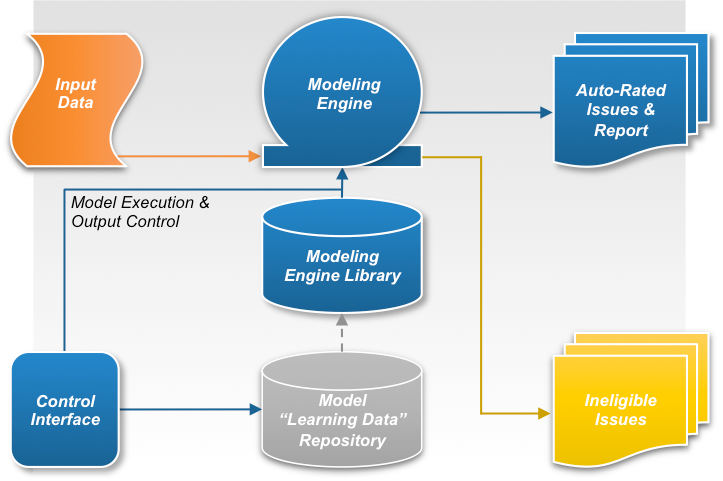 Input
Data
Modeling
Engine
Auto-Rated
Issues &
Report
Model Execution &
Output Control
Modeling
Engine Library
Control
Interface
Model
“Learning Data”
Repository
Ineligible
Issues